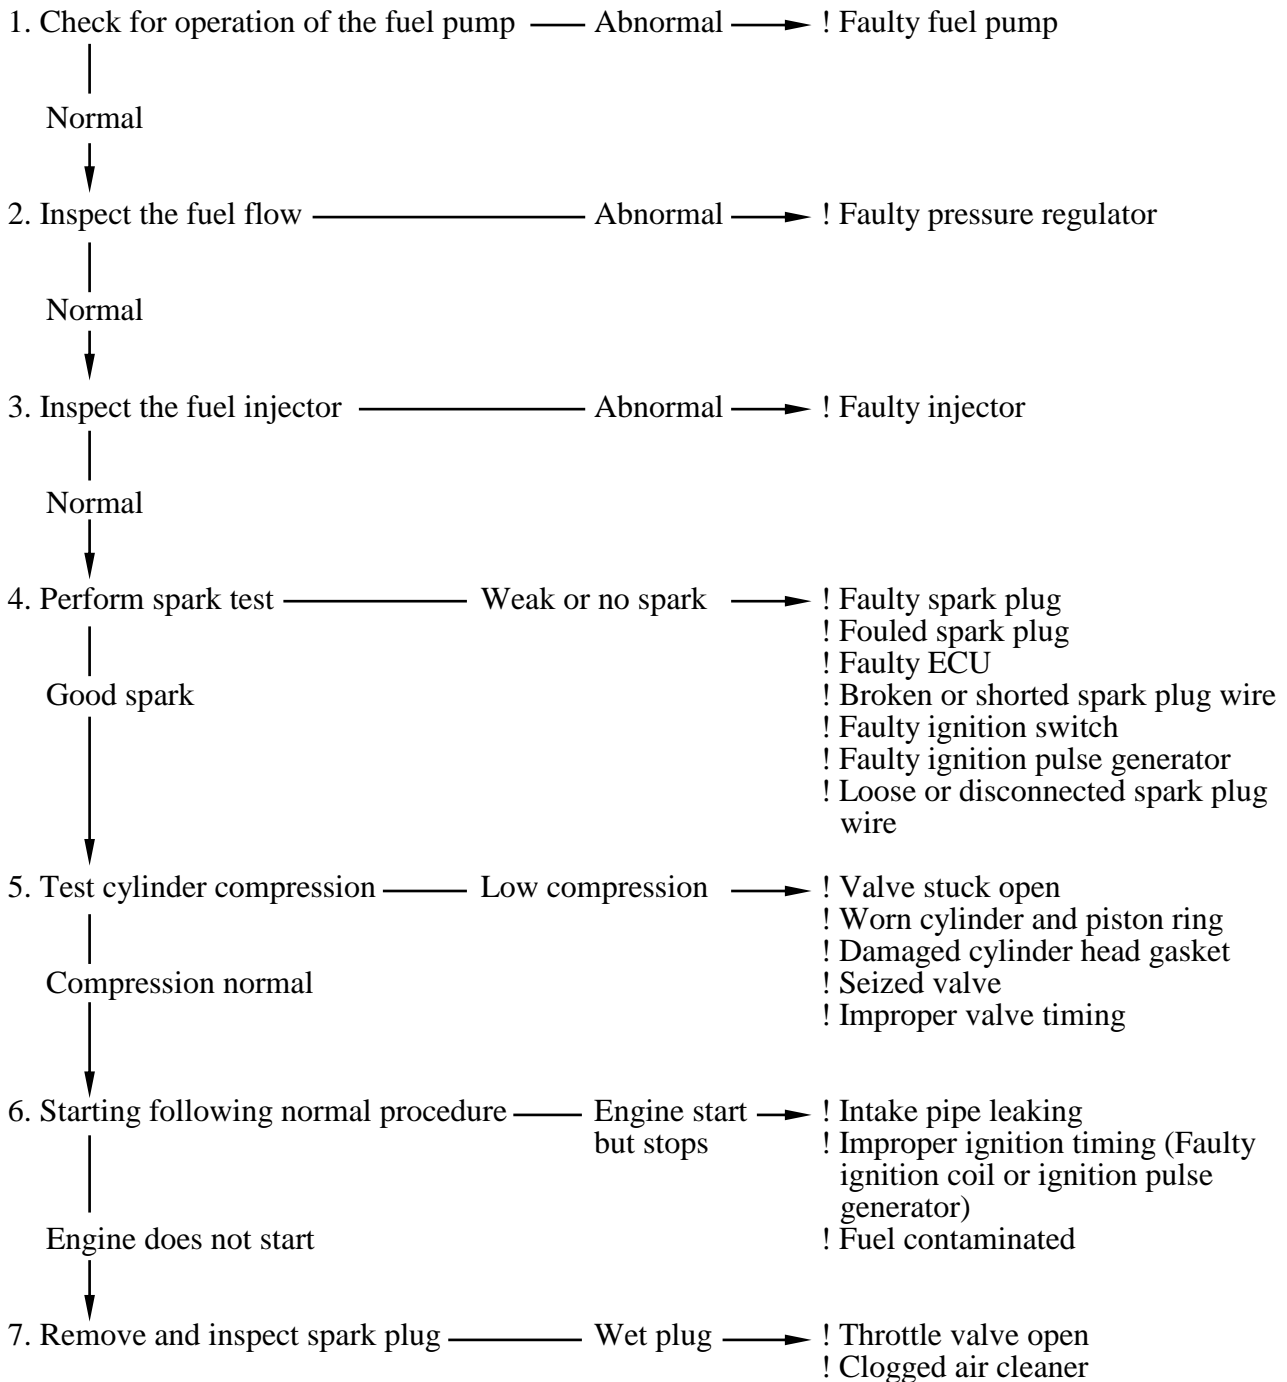 1. Check for operation of the fuel pump Abnormal ! Faulty fuel pump
Normal
2. Inspect the fuel flow Abnormal ! Faulty pressure regulator
Normal
3. Inspect the fuel injector Abnormal ! Faulty injector
Normal
4. Perform spark test Weak or no spark ! Faulty spark plug
! Fouled spark plug
! Faulty ECU
Good spark ! Broken or shorted spark plug wire
! Faulty ignition switch
! Faulty ignition pulse generator
! Loose or disconnected spark plug
wire
5. Test cylinder compression Low compression ! Valve stuck open
! Worn cylinder and piston ring
! Damaged cylinder head gasket
Compression normal ! Seized valve
! Improper valve timing
6. Starting following normal procedure Engine start ! Intake pipe leaking
but stops ! Improper ignition timing (Faulty
ignition coil or ignition pulse
generator)
Engine does not start ! Fuel contaminated
7. Remove and inspect spark plug Wet plug ! Throttle valve open
! Clogged air cleaner